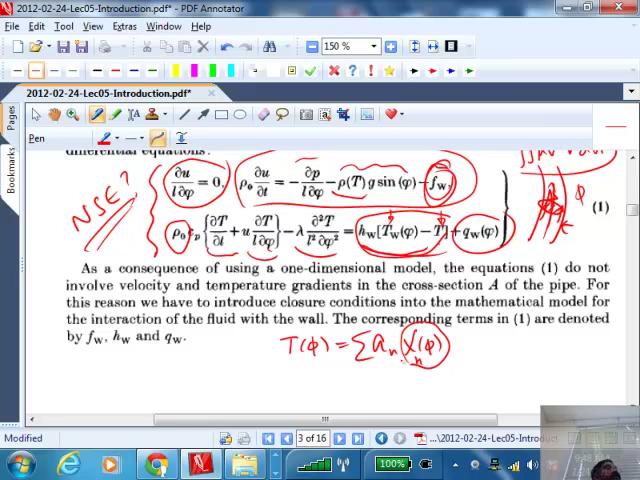 2012-02-24-Lec05-Introduction.pdf* - PDF Annotator
File Edit View Document Tools Extras Window Help
150 %
2012-02-24-Lec05-Introduction.pdf* ×
Pen
Pages
differential equations:
NSE?
∂u/l∂φ = 0, ρ₀ ∂u/∂t = −∂p/l∂φ − ρ(T) g sin(φ) − f_w,
φ
ρ₀c_p {∂T/∂t + u ∂T/l∂φ} − λ ∂²T/l²∂φ² = h_w[T_w(φ) − T] + q_w(φ)
(1)
As a consequence of using a one-dimensional model, the equations (1) do not
involve velocity and temperature gradients in the cross-section A of the pipe. For
this reason we have to introduce closure conditions into the mathematical model for
the interaction of the fluid with the wall. The corresponding terms in (1) are denoted
by f_w, h_w and q_w.
T(φ) = Σ a_n X_n(φ)
Modified
3 of 16
2012-02-24-Lec05-Introduct
100%